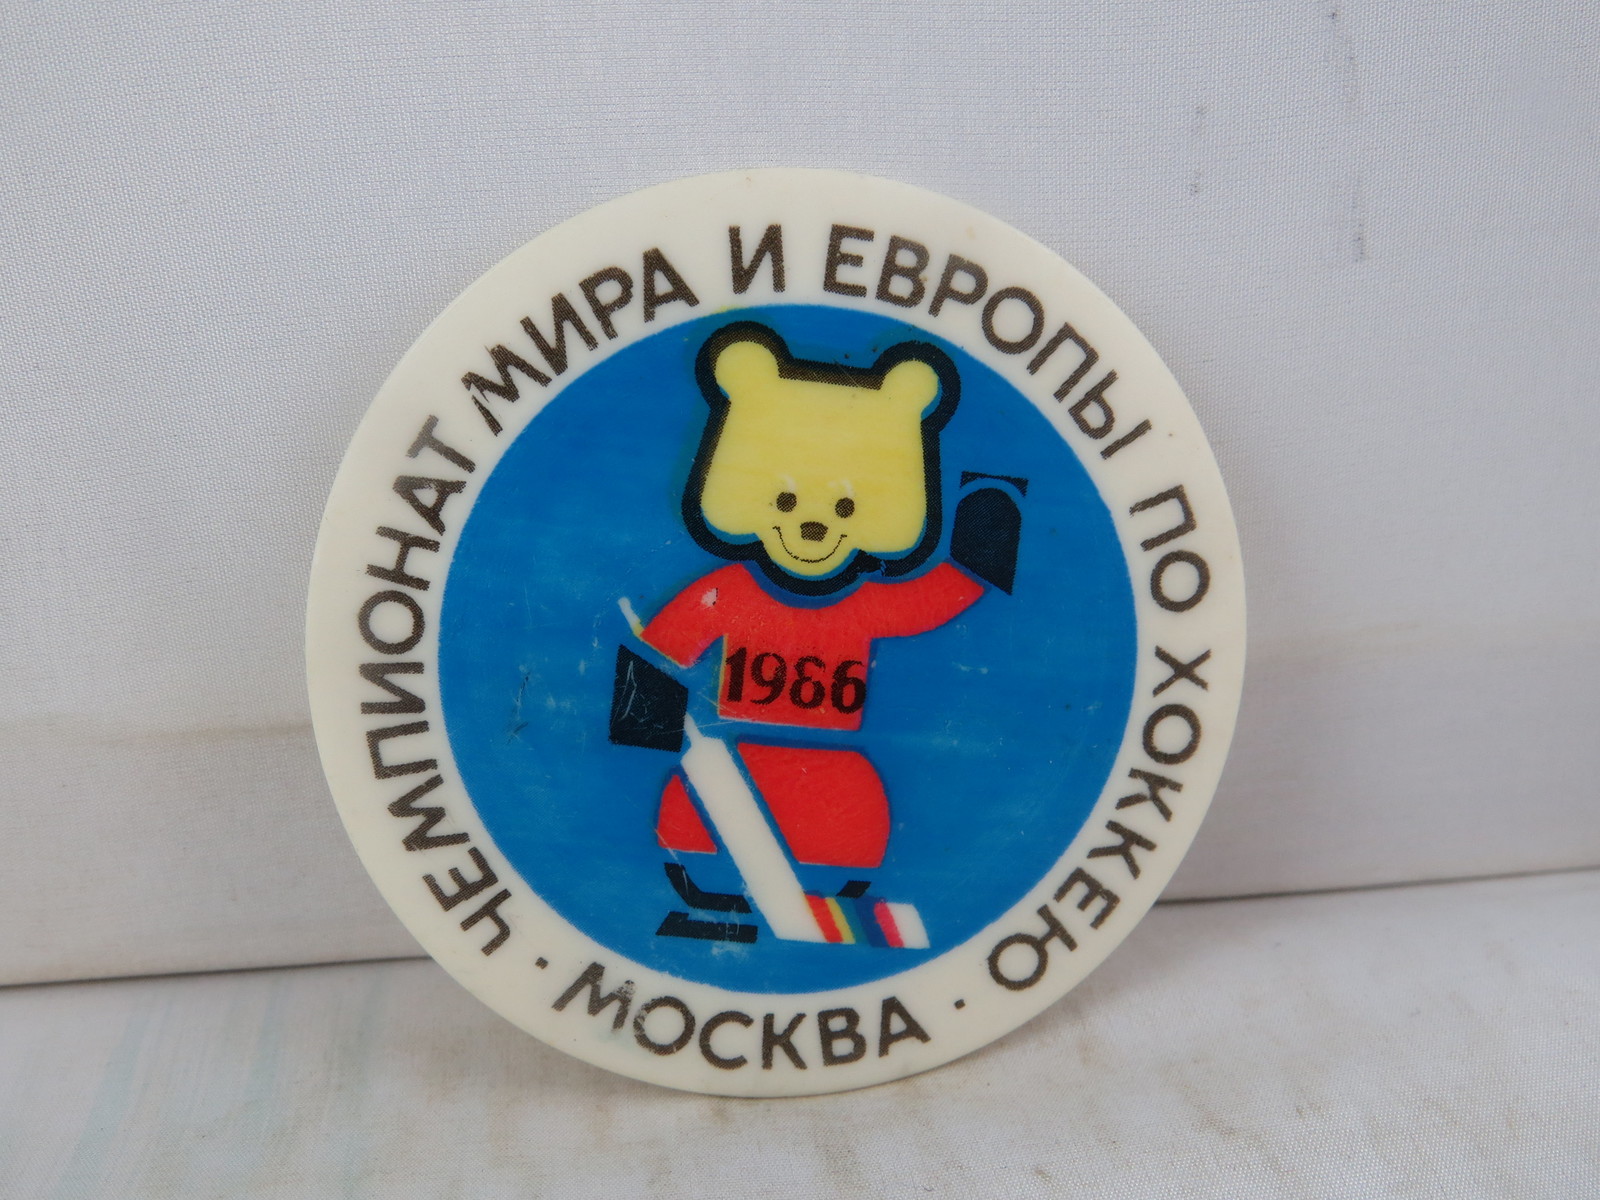 ЧЕМПИОНАТ МИРА И ЕВРОПЫ ПО ХОККЕЮ
· МОСКВА ·
1986